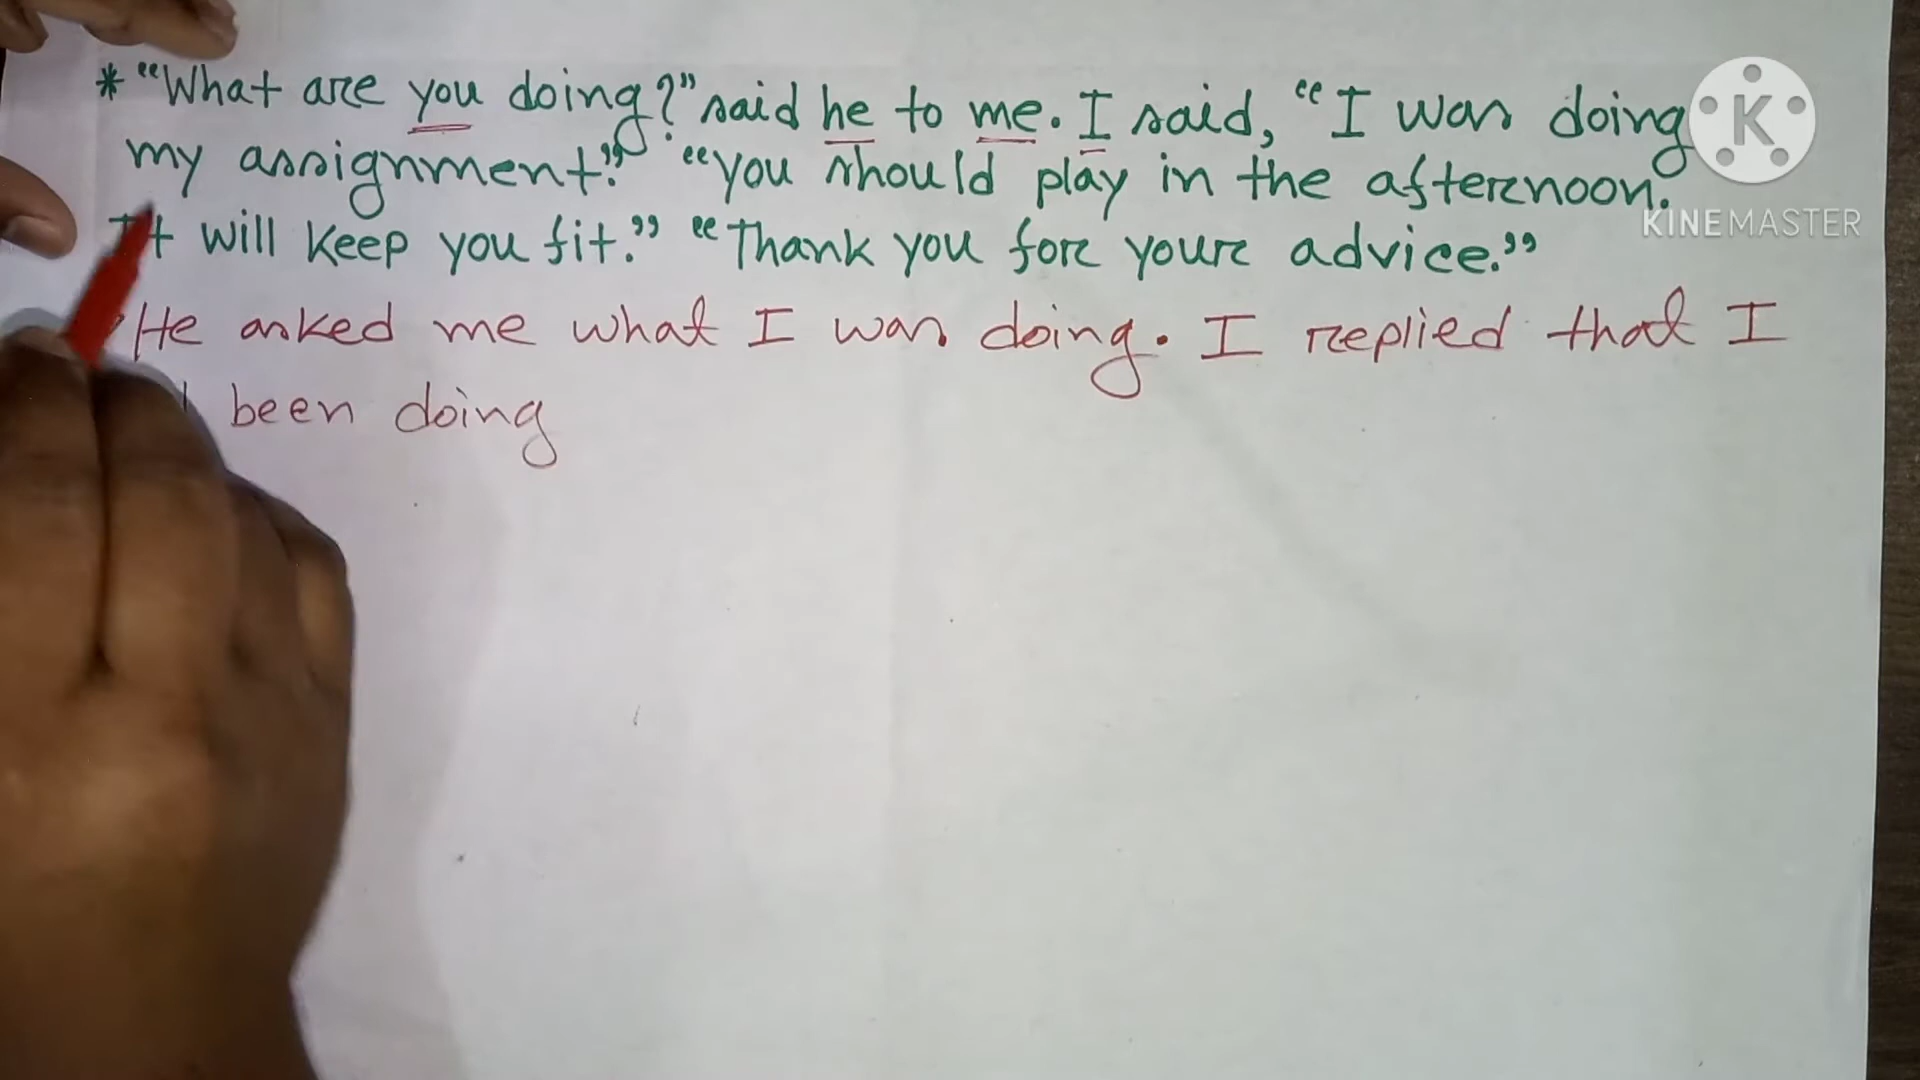 * "What are you doing?" said he to me. I said, "I was doing
my assignment." "you should play in the afternoon.
It will keep you fit." "Thank you for your advice."
He asked me what I was doing. I replied that I
been doing
K
KINEMASTER